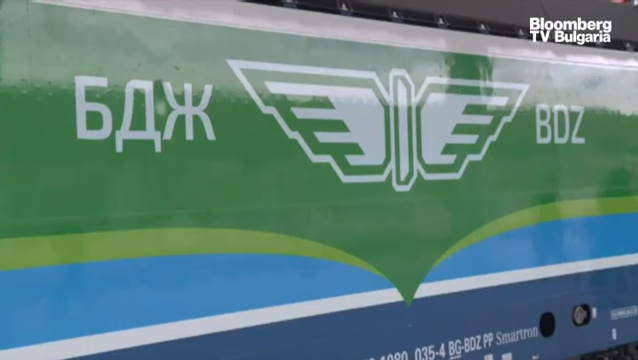 Bloomberg
TV Bulgaria
БДЖ
BDZ
1080 035-4 BG-BDZ PP Smartron